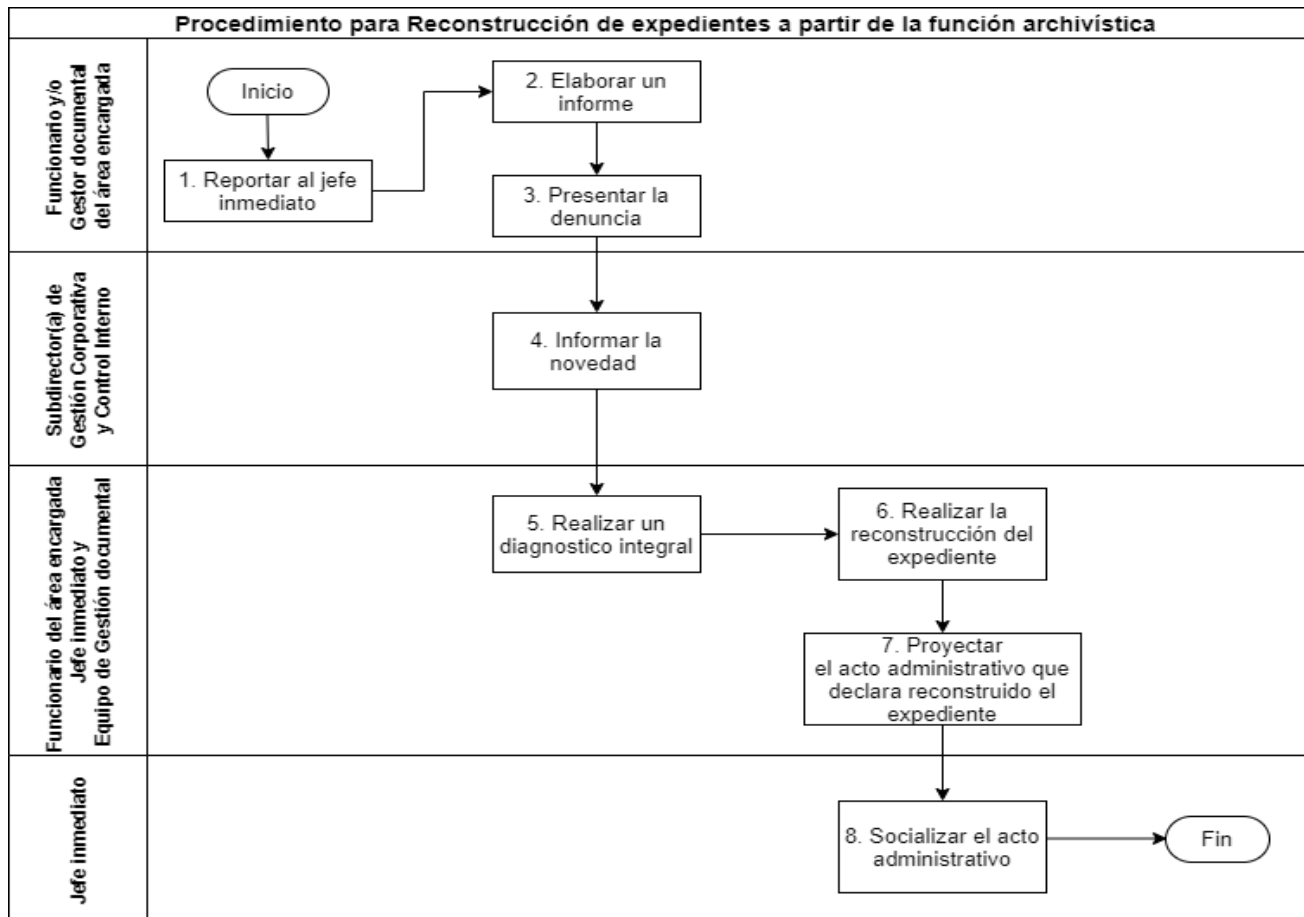 Procedimiento para Reconstrucción de expedientes a partir de la función archivística
Funcionario y/o
Gestor documental
del área encargada
Inicio
1. Reportar al jefe
inmediato
2. Elaborar un
informe
3. Presentar la
denuncia
Subdirector(a) de
Gestión Corporativa
y Control Interno
4. Informar la
novedad
Funcionario del área encargada
Jefe inmediato y
Equipo de Gestión documental
5. Realizar un
diagnostico integral
6. Realizar la
reconstrucción del
expediente
7. Proyectar
el acto administrativo que
declara reconstruido el
expediente
Jefe inmediato
8. Socializar el acto
administrativo
Fin